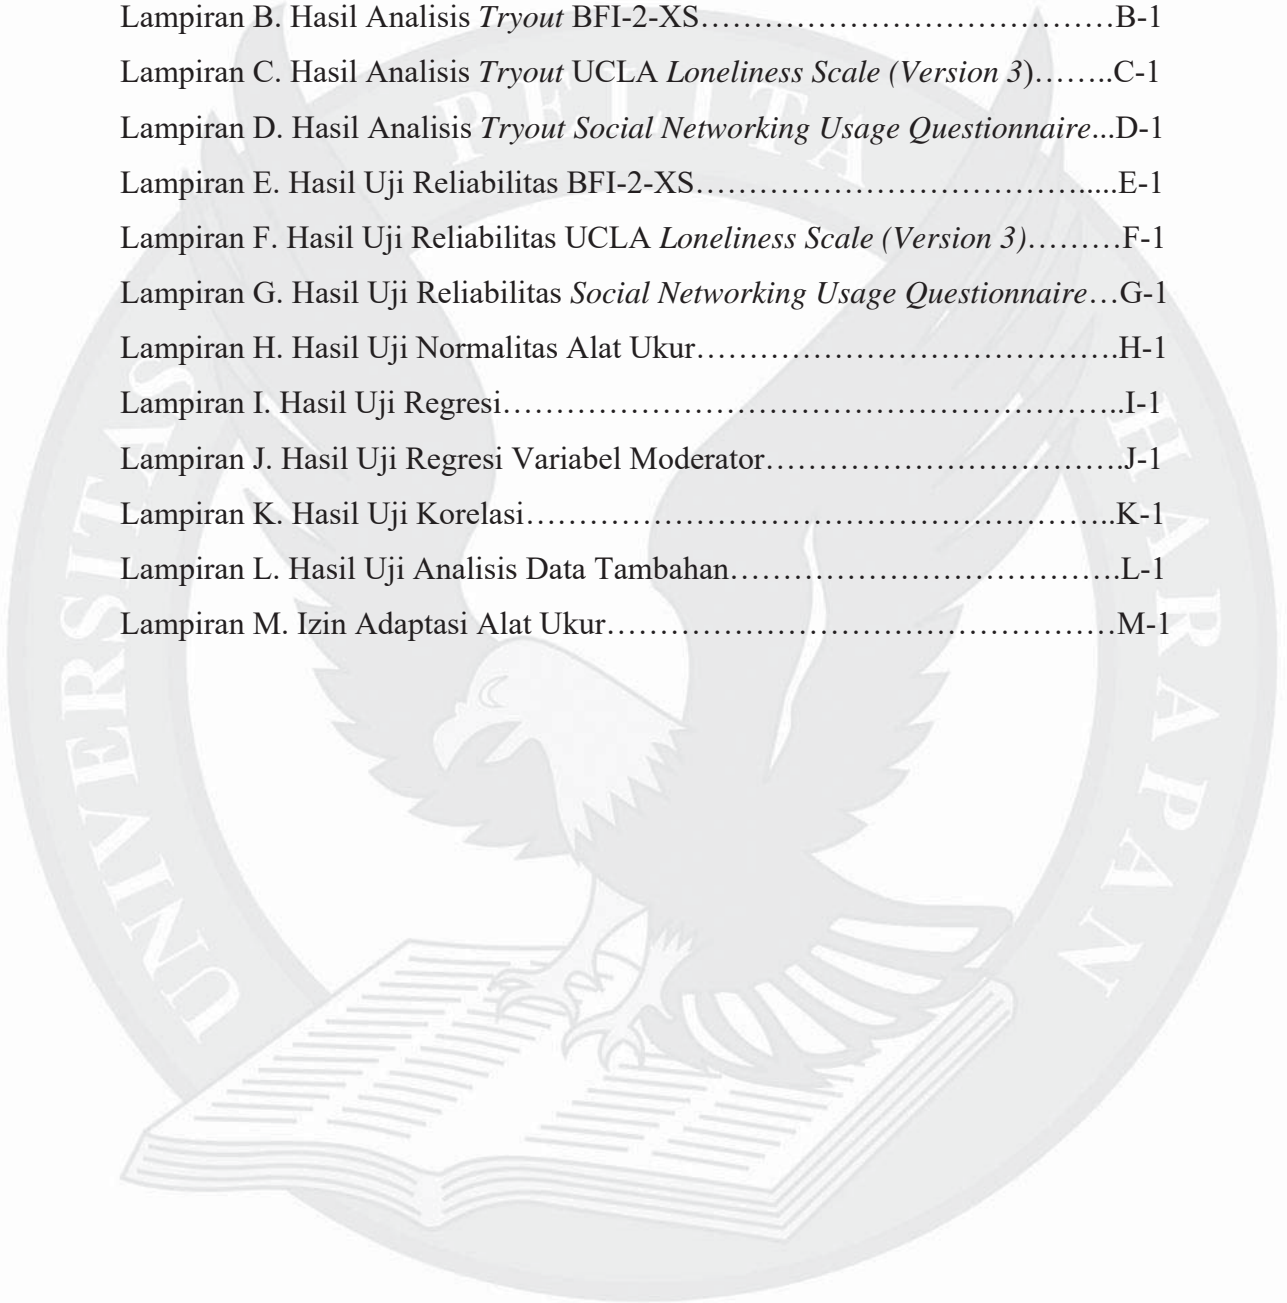 Lampiran B. Hasil Analisis Tryout BFI-2-XS…………………………………B-1
Lampiran C. Hasil Analisis Tryout UCLA Loneliness Scale (Version 3)……..C-1
Lampiran D. Hasil Analisis Tryout Social Networking Usage Questionnaire...D-1
Lampiran E. Hasil Uji Reliabilitas BFI-2-XS………………………………......E-1
Lampiran F. Hasil Uji Reliabilitas UCLA Loneliness Scale (Version 3)………F-1
Lampiran G. Hasil Uji Reliabilitas Social Networking Usage Questionnaire…G-1
Lampiran H. Hasil Uji Normalitas Alat Ukur…………………………………….H-1
Lampiran I. Hasil Uji Regresi……………………………………………………..I-1
Lampiran J. Hasil Uji Regresi Variabel Moderator…………………………….J-1
Lampiran K. Hasil Uji Korelasi…………………………………………………..K-1
Lampiran L. Hasil Uji Analisis Data Tambahan……………………………….L-1
Lampiran M. Izin Adaptasi Alat Ukur……………………………………………M-1
UNIVERSITAS PELITA HARAPAN